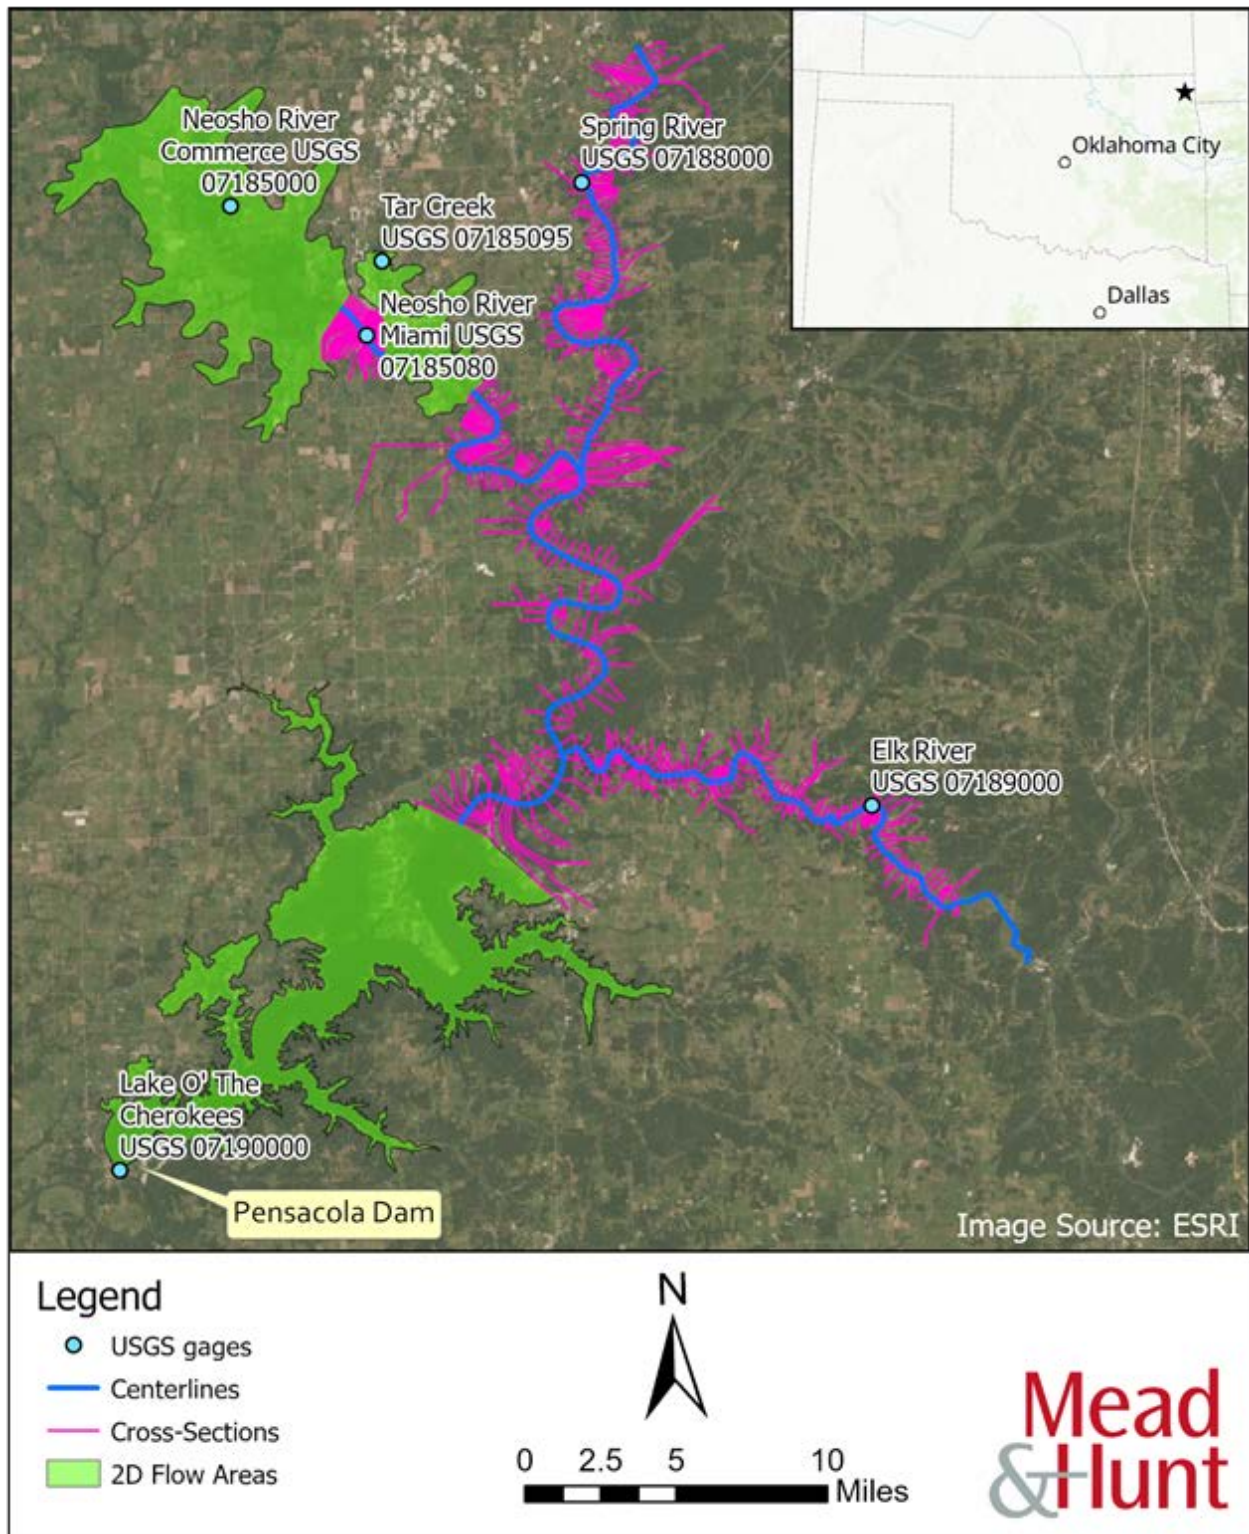 Neosho River
Commerce USGS
07185000
Spring River
USGS 07188000
Oklahoma City
Dallas
Tar Creek
USGS 07185095
Neosho River
Miami USGS
07185080
Elk River
USGS 07189000
Lake O' The
Cherokees
USGS 07190000
Pensacola Dam
Image Source: ESRI
Legend
USGS gages
Centerlines
Cross-Sections
2D Flow Areas
N
0 2.5 5 10
Miles
Mead
&Hunt